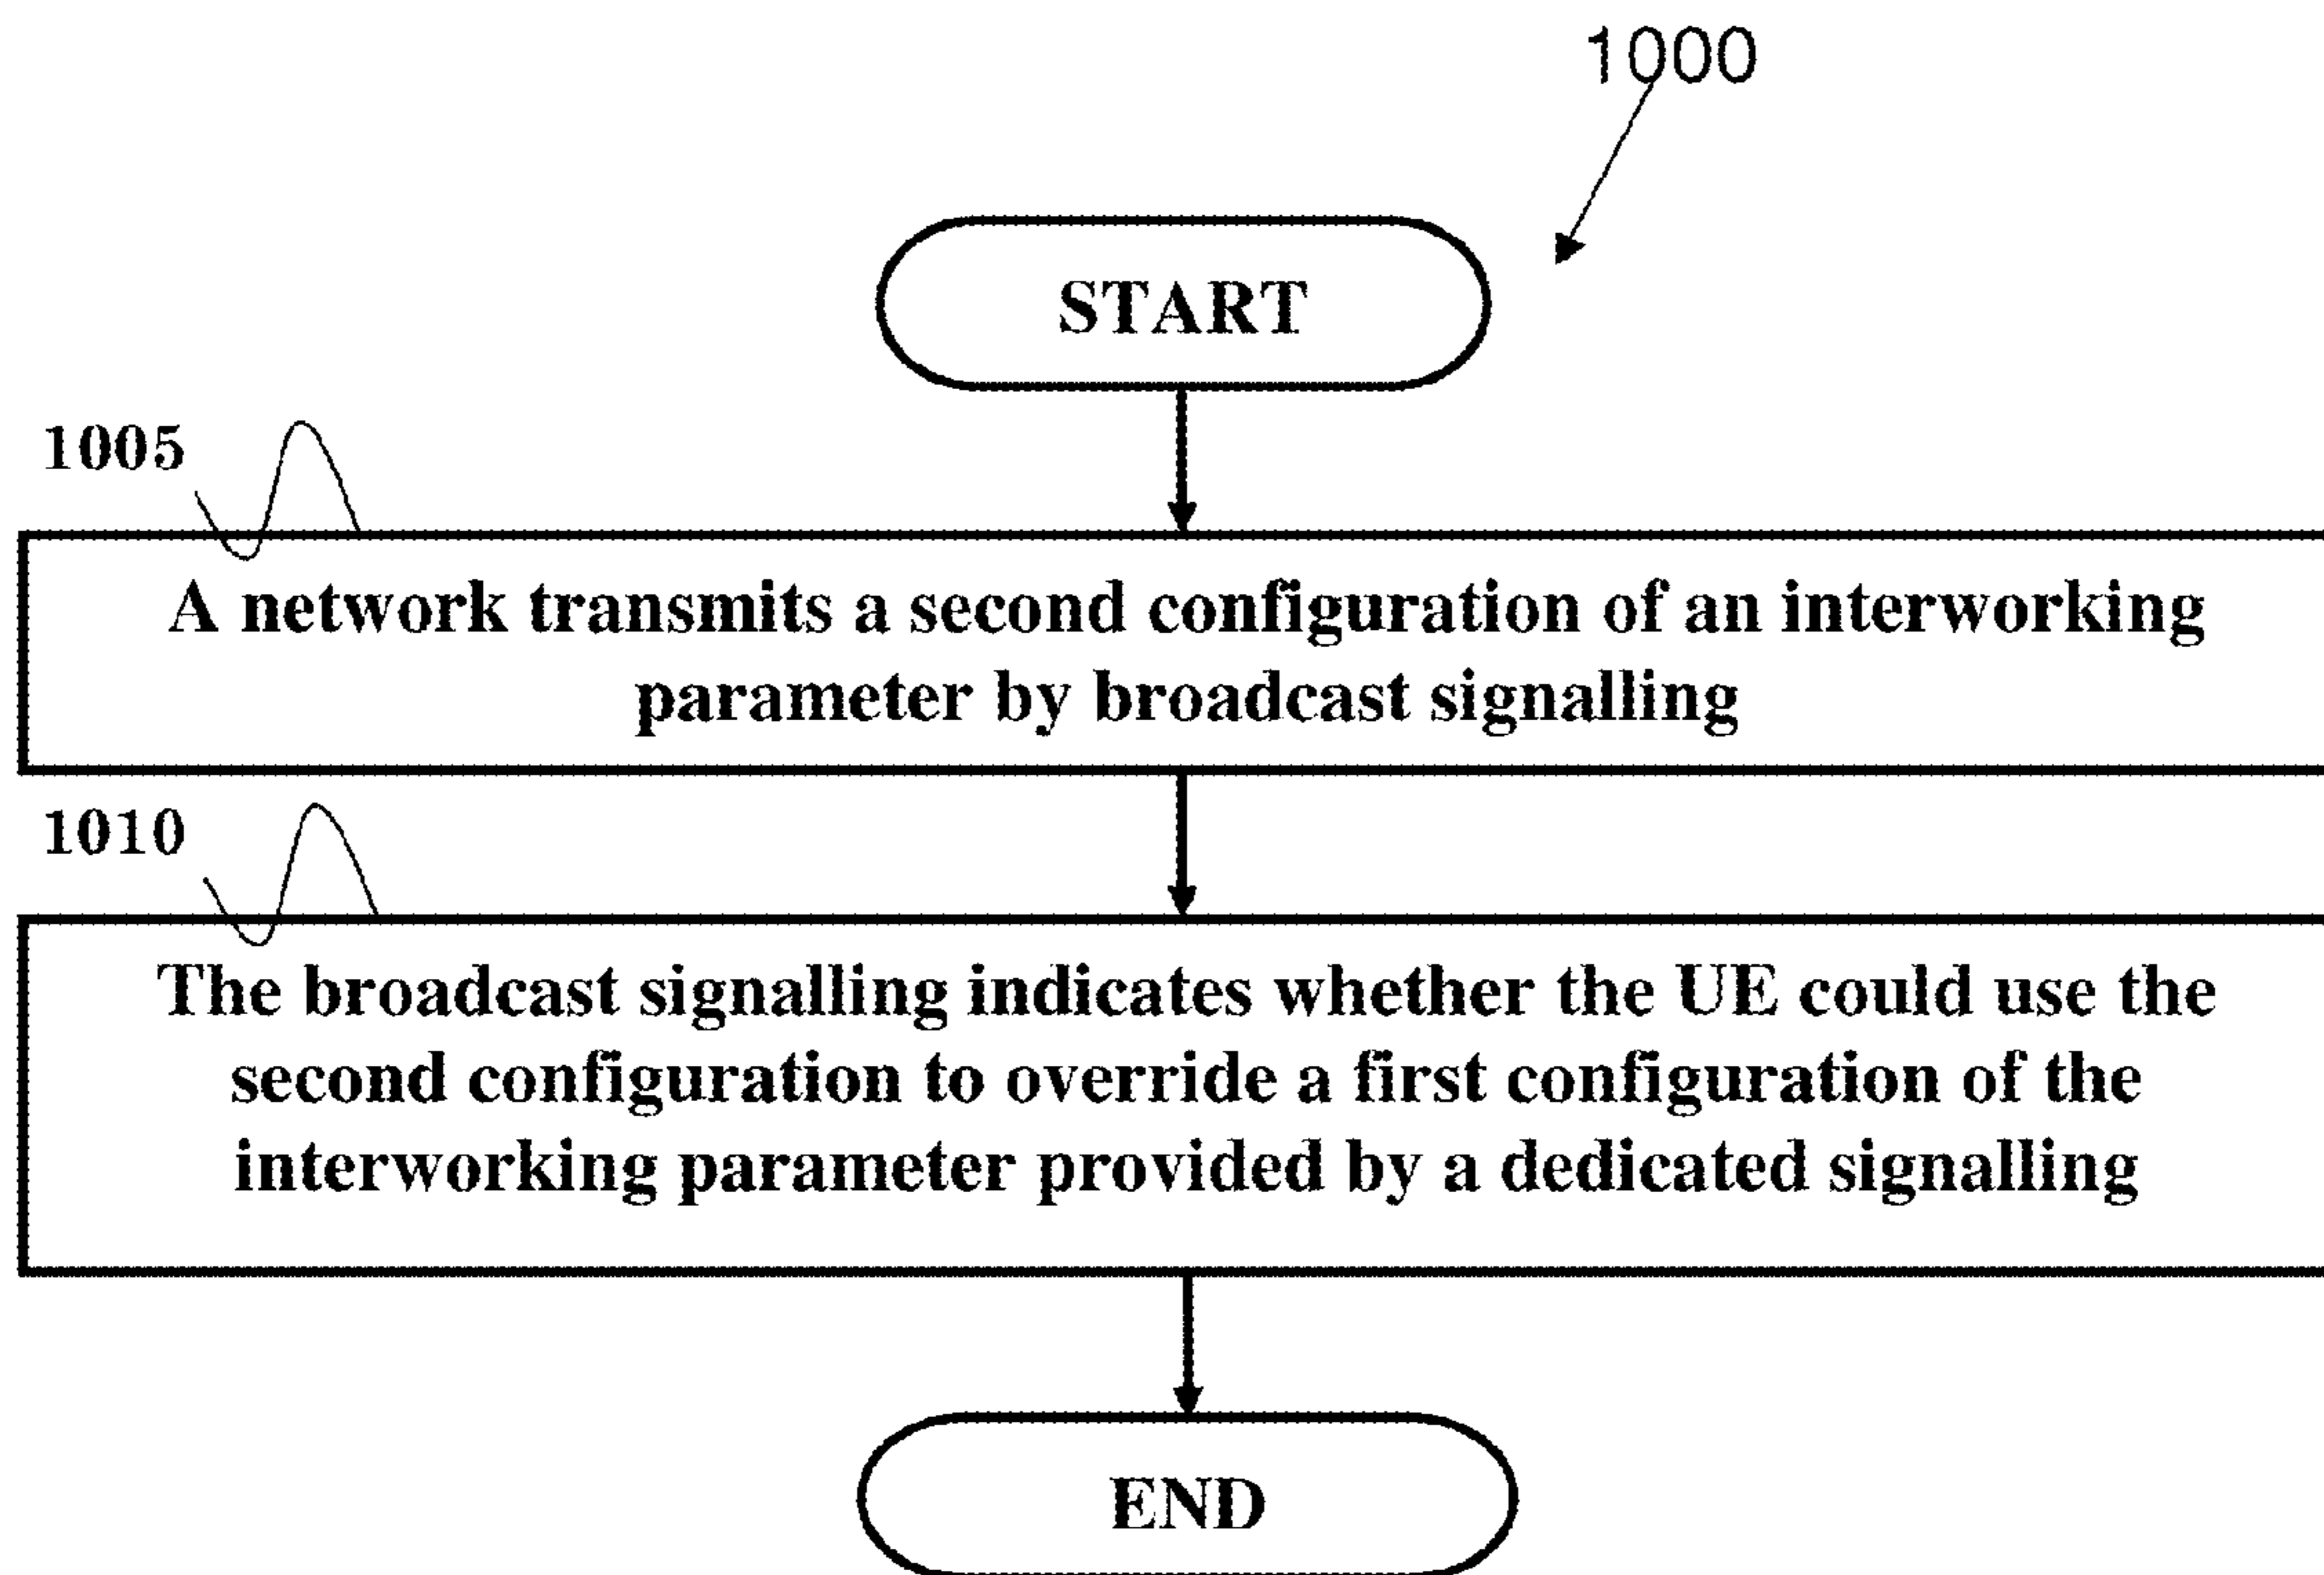 1000
START
1005
A network transmits a second configuration of an interworking
parameter by broadcast signalling
1010
The broadcast signalling indicates whether the UE could use the
second configuration to override a first configuration of the
interworking parameter provided by a dedicated signalling
END